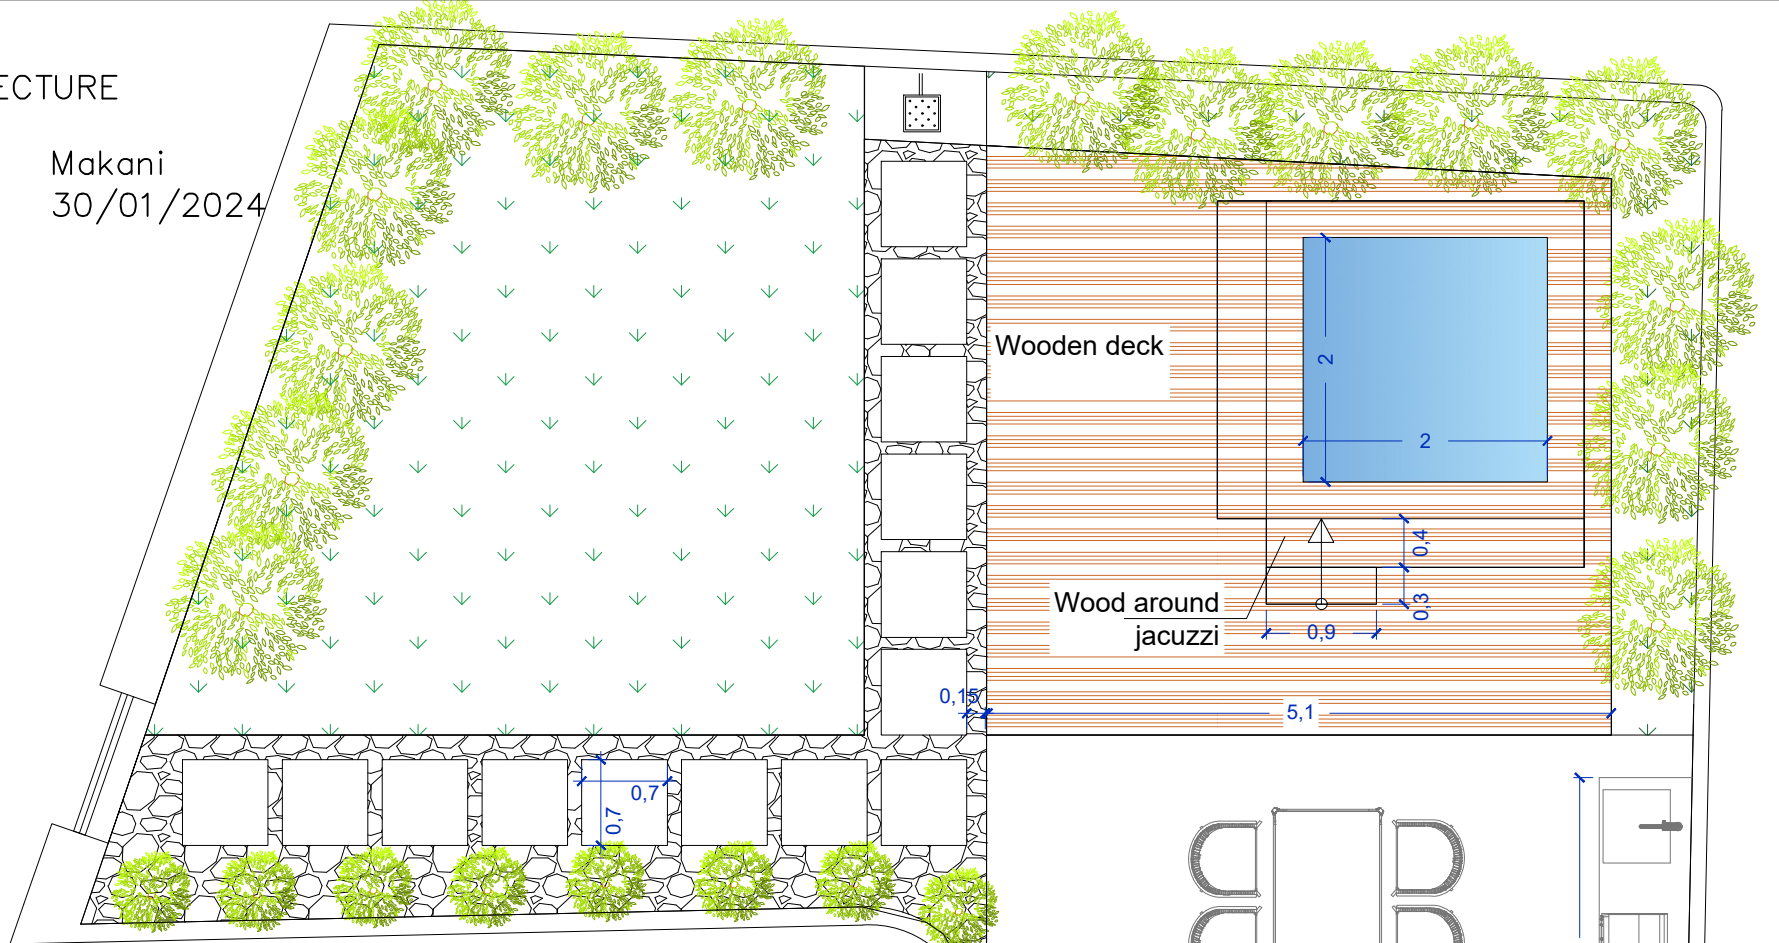 ECTURE
Makani
30/01/2024
Wooden deck
2
2
0,4
0,3
Wood around
jacuzzi
0,9
0,15
5,1
0,7
0,7